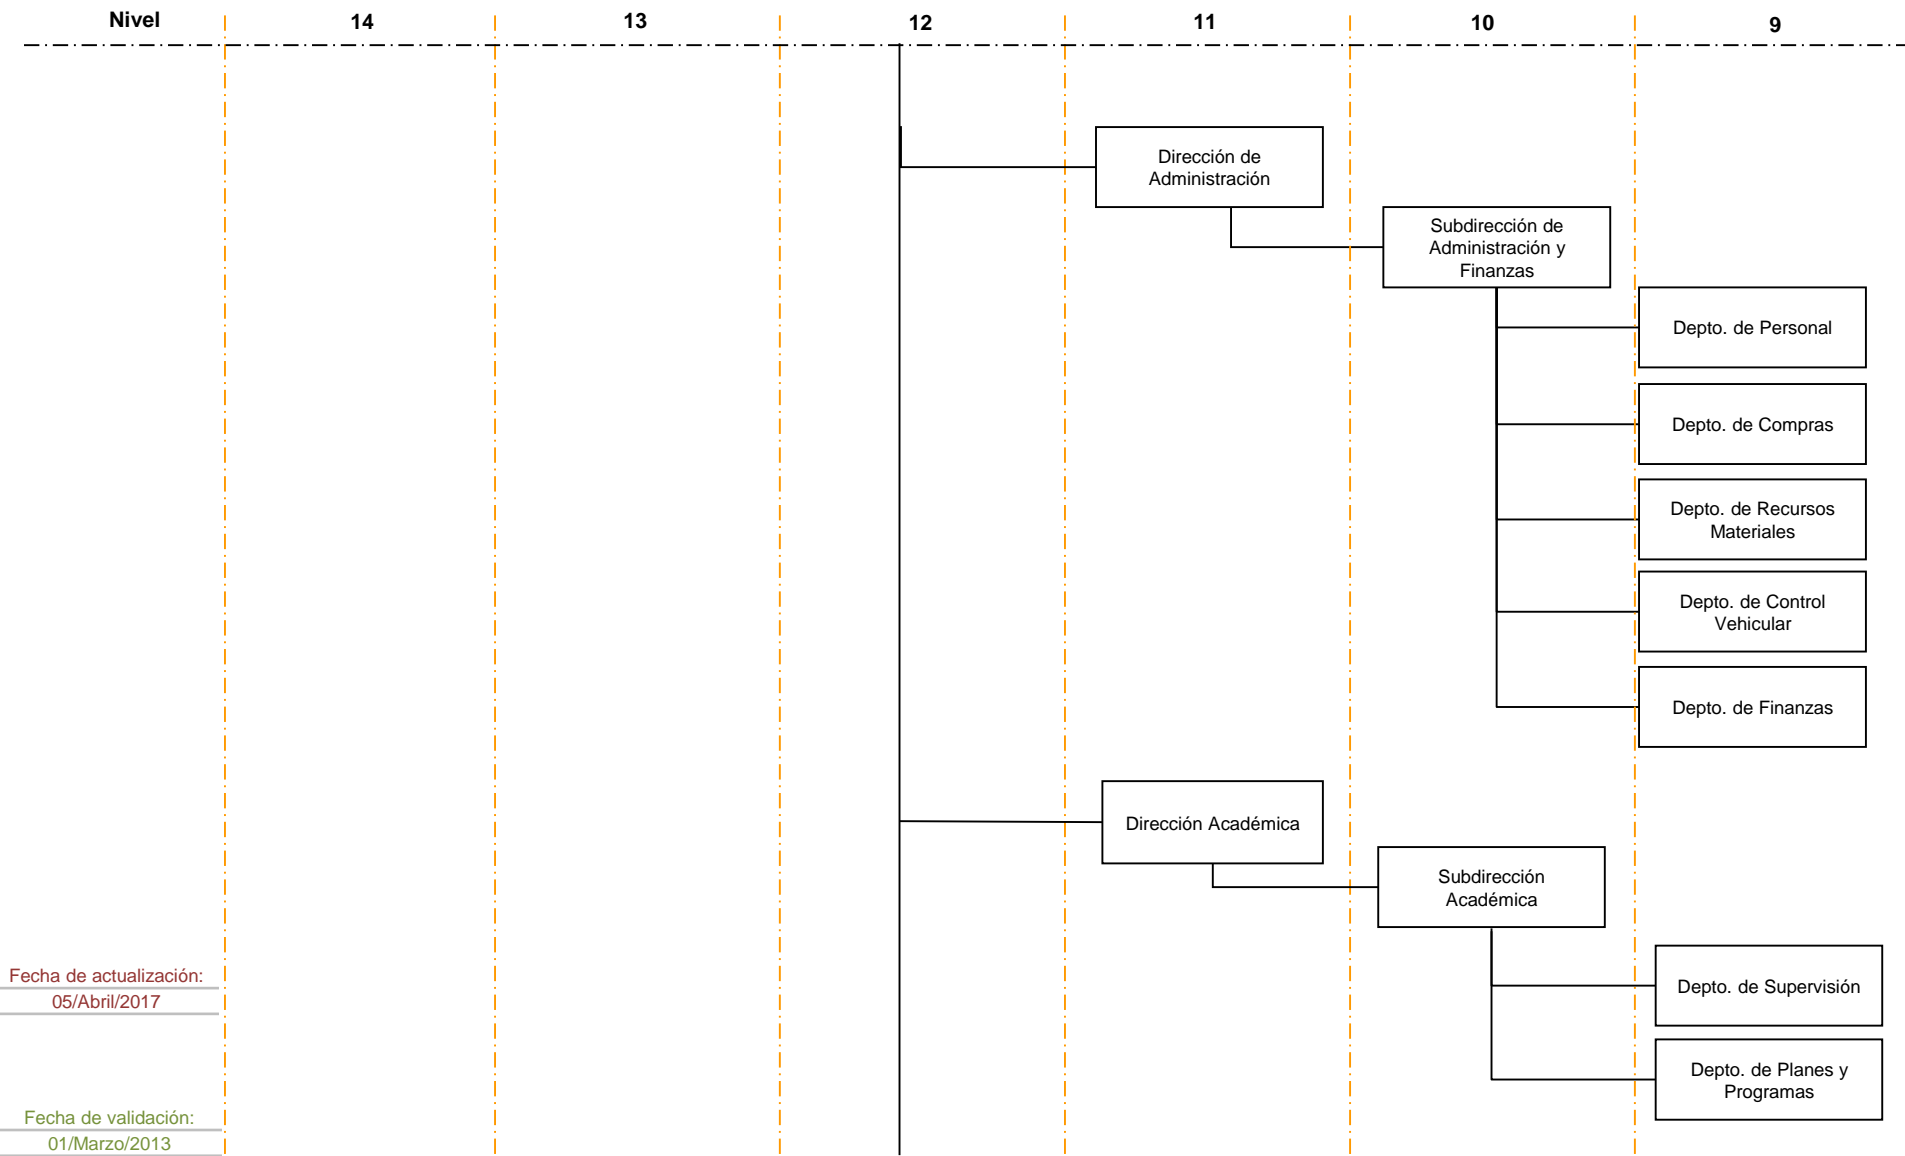 Nivel 14 13 12 11 10 9
Dirección de
Administración
Subdirección de
Administración y
Finanzas
Depto. de Personal
Depto. de Compras
Depto. de Recursos
Materiales
Depto. de Control
Vehicular
Depto. de Finanzas
Dirección Académica
Subdirección
Académica
Depto. de Supervisión
Depto. de Planes y
Programas
Fecha de actualización:
05/Abril/2017
Fecha de validación:
01/Marzo/2013